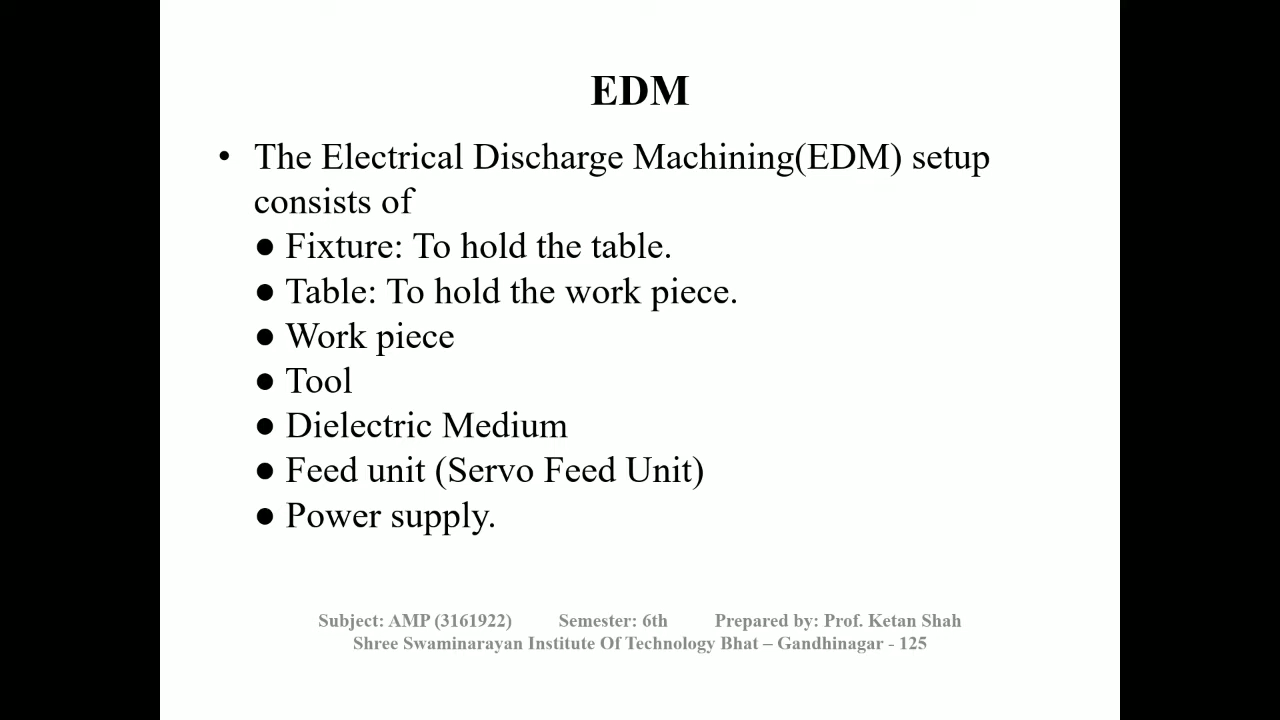 EDM
• The Electrical Discharge Machining(EDM) setup
consists of
● Fixture: To hold the table.
● Table: To hold the work piece.
● Work piece
● Tool
● Dielectric Medium
● Feed unit (Servo Feed Unit)
● Power supply.
Subject: AMP (3161922) Semester: 6th Prepared by: Prof. Ketan Shah
Shree Swaminarayan Institute Of Technology Bhat – Gandhinagar - 125